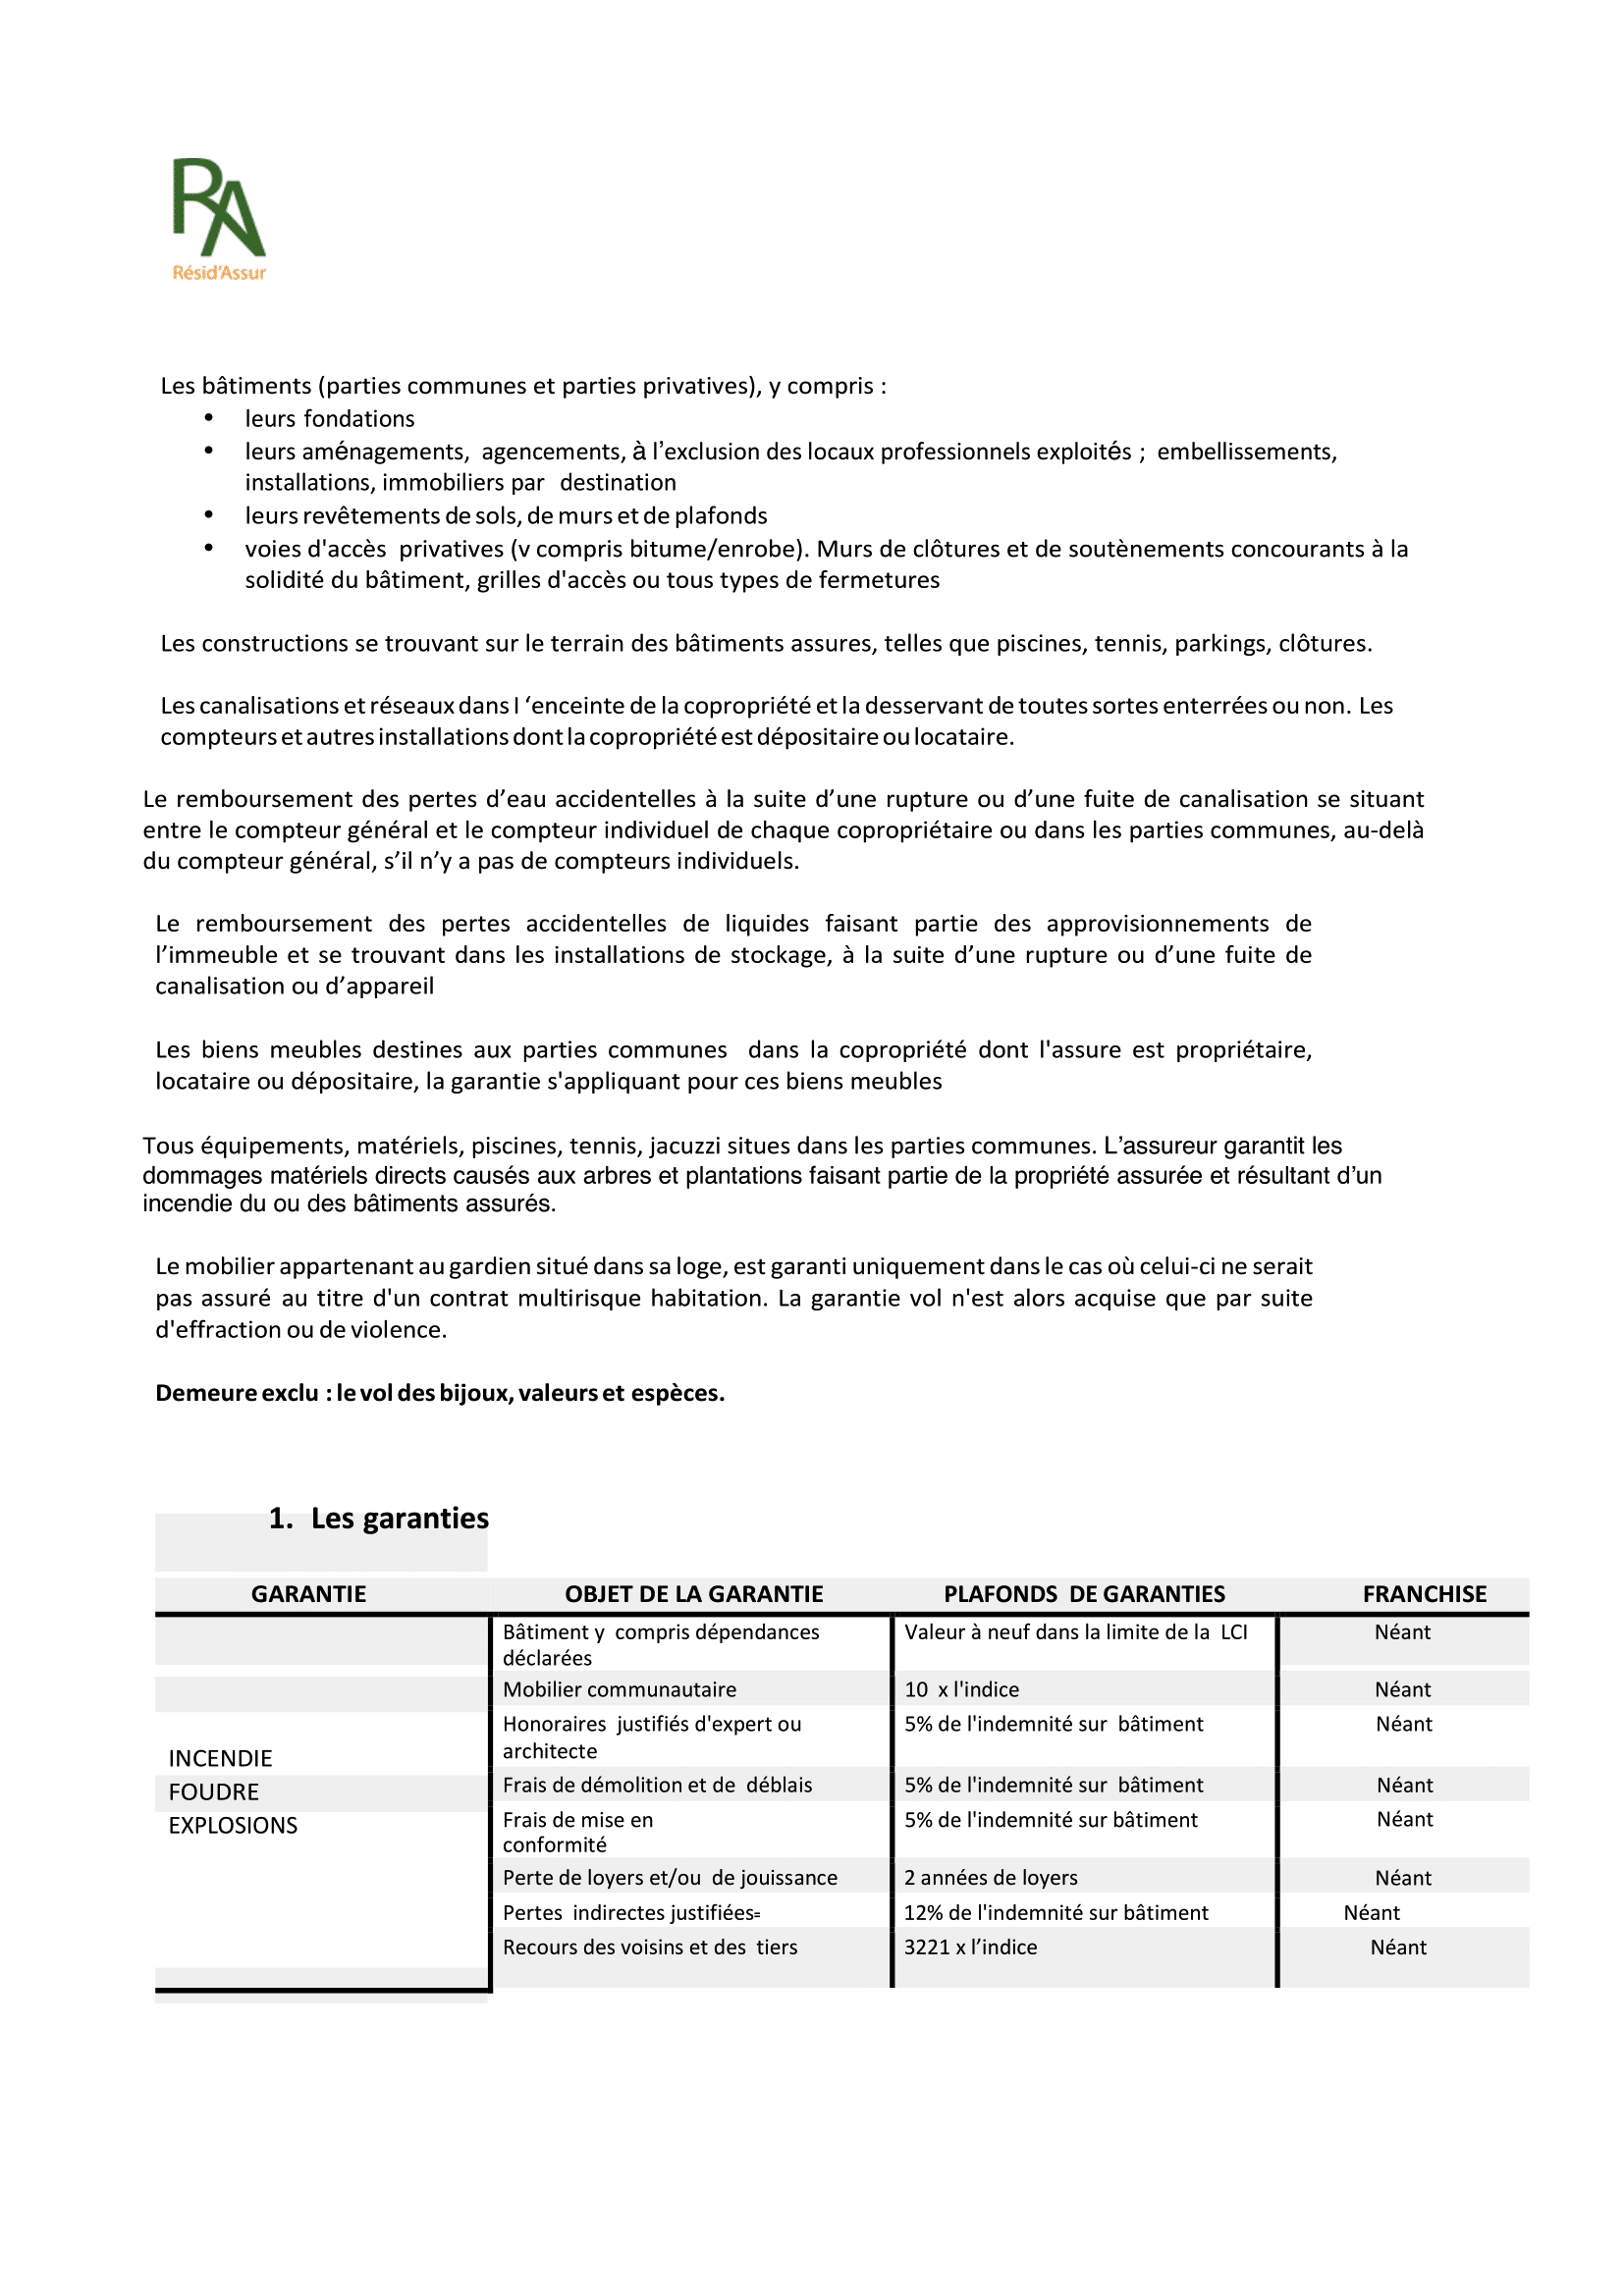 RA
Résid'Assur
Les bâtiments (parties communes et parties privatives), y compris :
• leurs fondations
• leurs aménagements, agencements, à l’exclusion des locaux professionnels exploités ; embellissements,
installations, immobiliers par destination
• leurs revêtements de sols, de murs et de plafonds
• voies d'accès privatives (v compris bitume/enrobe). Murs de clôtures et de soutènements concourants à la
solidité du bâtiment, grilles d'accès ou tous types de fermetures
Les constructions se trouvant sur le terrain des bâtiments assures, telles que piscines, tennis, parkings, clôtures.
Les canalisations et réseaux dans l ‘enceinte de la copropriété et la desservant de toutes sortes enterrées ou non. Les
compteurs et autres installations dont la copropriété est dépositaire ou locataire.
Le remboursement des pertes d’eau accidentelles à la suite d’une rupture ou d’une fuite de canalisation se situant
entre le compteur général et le compteur individuel de chaque copropriétaire ou dans les parties communes, au-delà
du compteur général, s’il n’y a pas de compteurs individuels.
Le remboursement des pertes accidentelles de liquides faisant partie des approvisionnements de
l’immeuble et se trouvant dans les installations de stockage, à la suite d’une rupture ou d’une fuite de
canalisation ou d’appareil
Les biens meubles destines aux parties communes dans la copropriété dont l'assure est propriétaire,
locataire ou dépositaire, la garantie s'appliquant pour ces biens meubles
Tous équipements, matériels, piscines, tennis, jacuzzi situes dans les parties communes. L’assureur garantit les
dommages matériels directs causés aux arbres et plantations faisant partie de la propriété assurée et résultant d’un
incendie du ou des bâtiments assurés.
Le mobilier appartenant au gardien situé dans sa loge, est garanti uniquement dans le cas où celui-ci ne serait
pas assuré au titre d'un contrat multirisque habitation. La garantie vol n'est alors acquise que par suite
d'effraction ou de violence.
Demeure exclu : le vol des bijoux, valeurs et espèces.
1. Les garanties
GARANTIE OBJET DE LA GARANTIE PLAFONDS DE GARANTIES FRANCHISE
Bâtiment y compris dépendances Valeur à neuf dans la limite de la LCI Néant
déclarées
Mobilier communautaire 10 x l'indice Néant
Honoraires justifiés d'expert ou 5% de l'indemnité sur bâtiment Néant
architecte
INCENDIE
FOUDRE Frais de démolition et de déblais 5% de l'indemnité sur bâtiment Néant
EXPLOSIONS Frais de mise en 5% de l'indemnité sur bâtiment Néant
conformité
Perte de loyers et/ou de jouissance 2 années de loyers Néant
Pertes indirectes justifiées- 12% de l'indemnité sur bâtiment Néant
Recours des voisins et des tiers 3221 x l’indice Néant